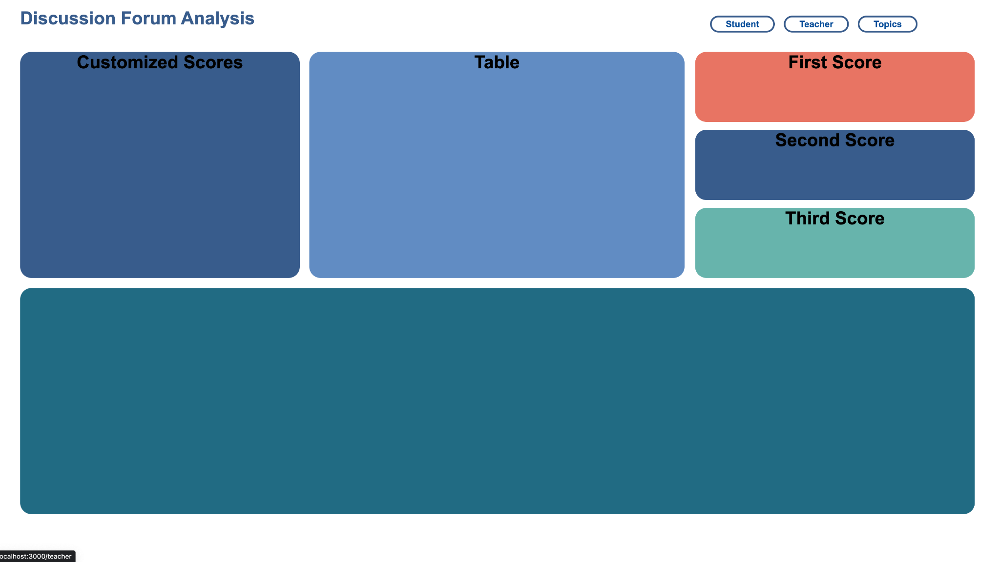 Discussion Forum Analysis
Student
Teacher
Topics
Customized Scores
Table
First Score
Second Score
Third Score
ocalhost:3000/teacher